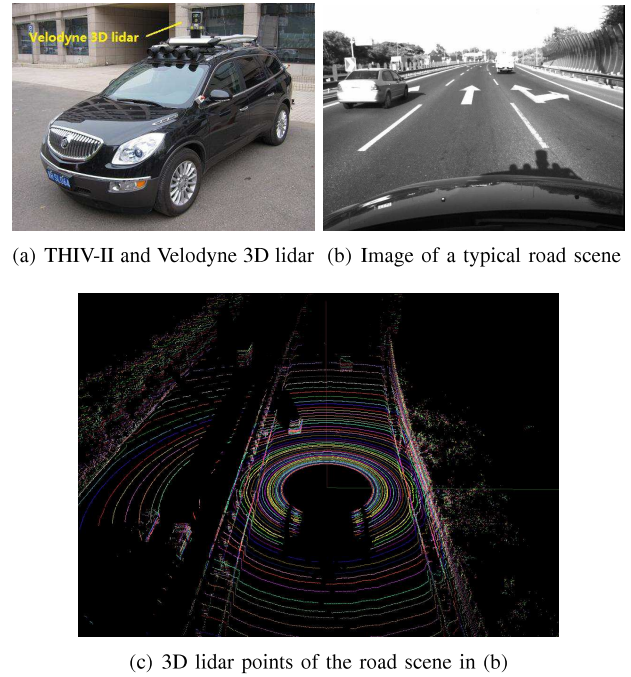 Velodyne 3D lidar
(a) THIV-II and Velodyne 3D lidar
(b) Image of a typical road scene
(c) 3D lidar points of the road scene in (b)